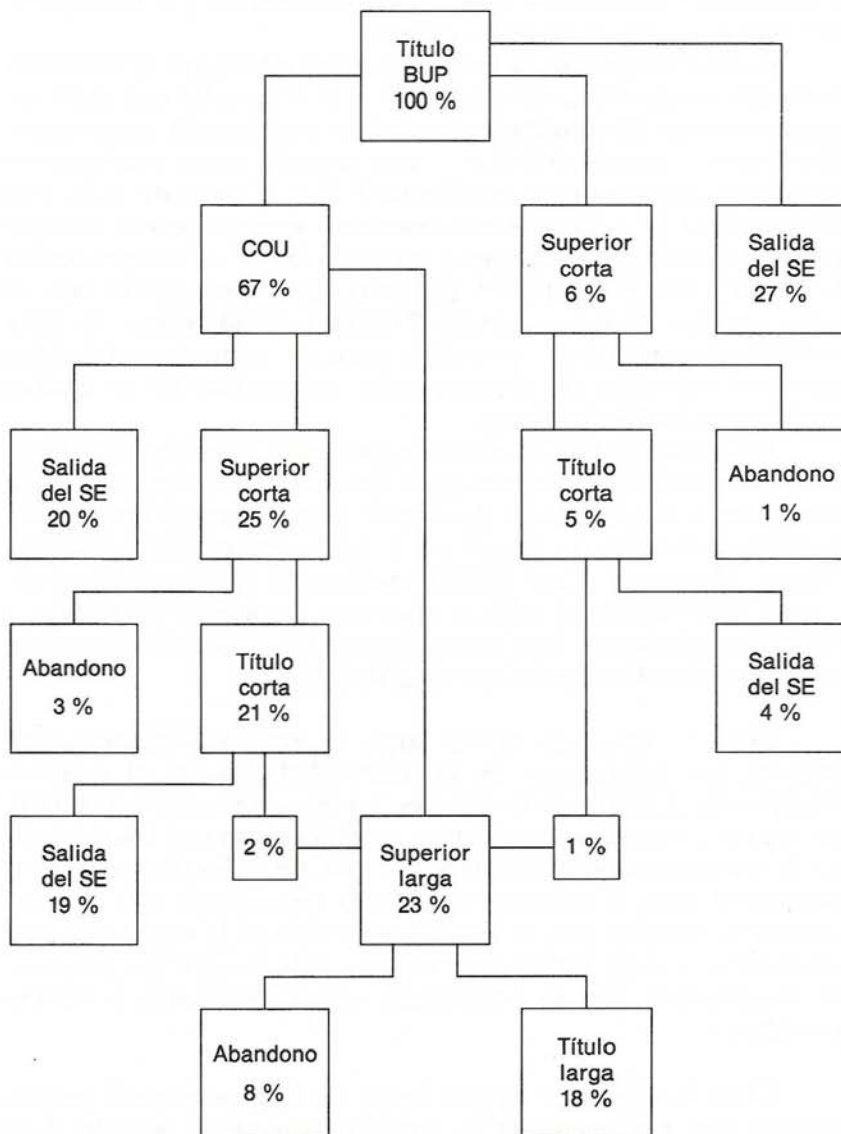 Título
BUP
100 %
COU
67 %
Superior
corta
6 %
Salida
del SE
27 %
Salida
del SE
20 %
Superior
corta
25 %
Título
corta
5 %
Abandono
1 %
Abandono
3 %
Título
corta
21 %
Salida
del SE
4 %
Salida
del SE
19 %
2 %
Superior
larga
23 %
1 %
Abandono
8 %
Título
larga
18 %